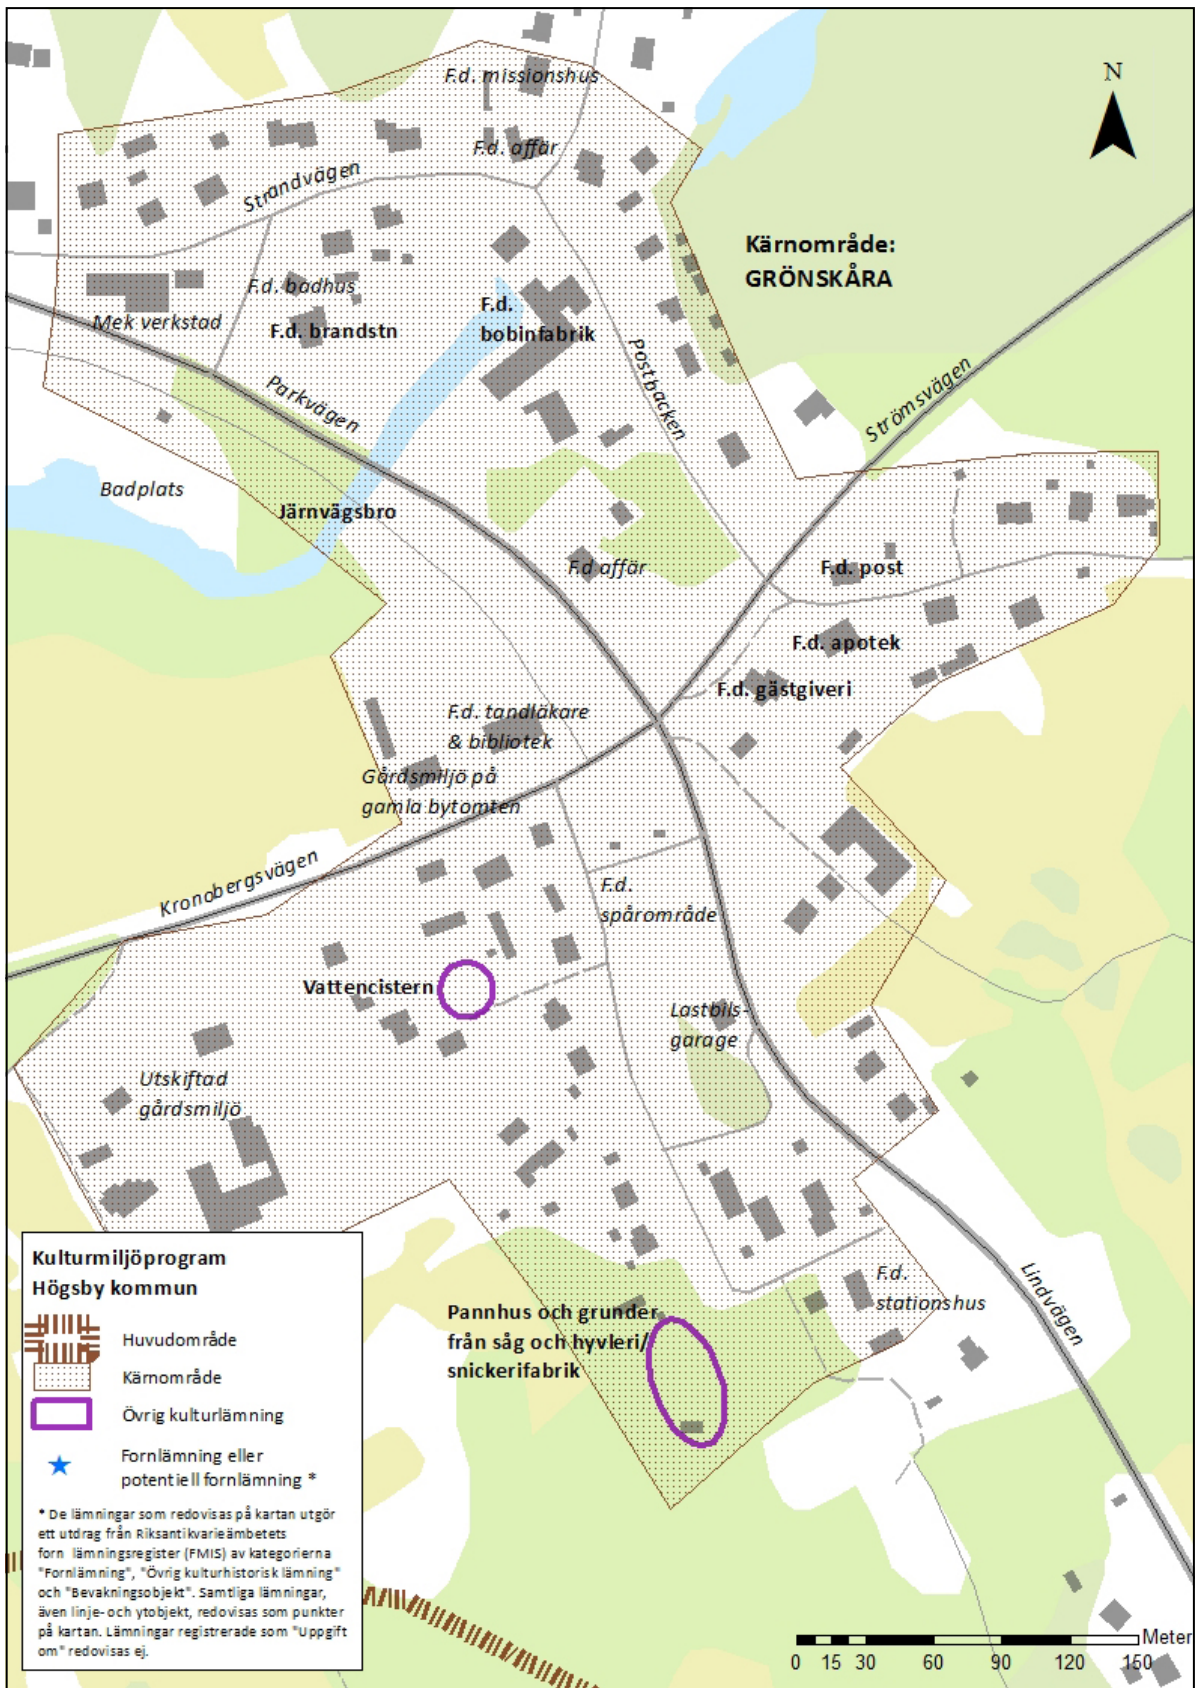 F.d. missionshus
N
F.d. affär
Strandvägen
Kärnområde:
GRÖNSKÅRA
F.d. badhus
F.d.
bobinfabrik
Mek verkstad
F.d. brandstn
Postbacken
Parkvägen
Strömsvägen
Badplats
Järnvägsbro
F.d affär
F.d. post
F.d. apotek
F.d. gästgiveri
F.d. tandläkare
& bibliotek
Gårdsmiljö på
gamla bytomten
Kronobergsvägen
F.d.
spårområde
Vattencistern
Lastbils-
garage
Utskiftad
gårdsmiljö
F.d.
stationshus
Lindvägen
Pannhus och grunder
från såg och hyvleri/
snickerifabrik
Kulturmiljöprogram
Högsby kommun
Huvudområde
Kärnområde
Övrig kulturlämning
Fornlämning eller
potentiell fornlämning *
* De lämningar som redovisas på kartan utgör
ett utdrag från Riksantikvarieämbetets
forn lämningsregister (FMIS) av kategorierna
"Fornlämning", "Övrig kulturhistorisk lämning"
och "Bevakningsobjekt". Samtliga lämningar,
även linje- och ytobjekt, redovisas som punkter
på kartan. Lämningar registrerade som "Uppgift
om" redovisas ej.
Meter
0 15 30 60 90 120 150